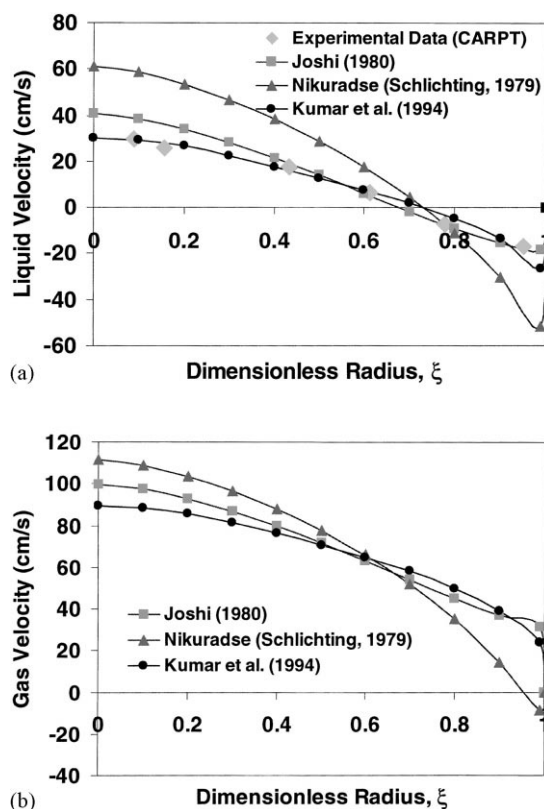 80
60
40
20
0
-20
-40
-60
Liquid Velocity (cm/s)
Experimental Data (CARPT)
Joshi (1980)
Nikuradse (Schlichting, 1979)
Kumar et al. (1994)
0 0.2 0.4 0.6 0.8 1
(a)
Dimensionless Radius, ξ
120
100
80
60
40
20
0
-20
-40
Gas Velocity (cm/s)
0 0.2 0.4 0.6 0.8 1
Joshi (1980)
Nikuradse (Schlichting, 1979)
Kumar et al. (1994)
(b)
Dimensionless Radius, ξ